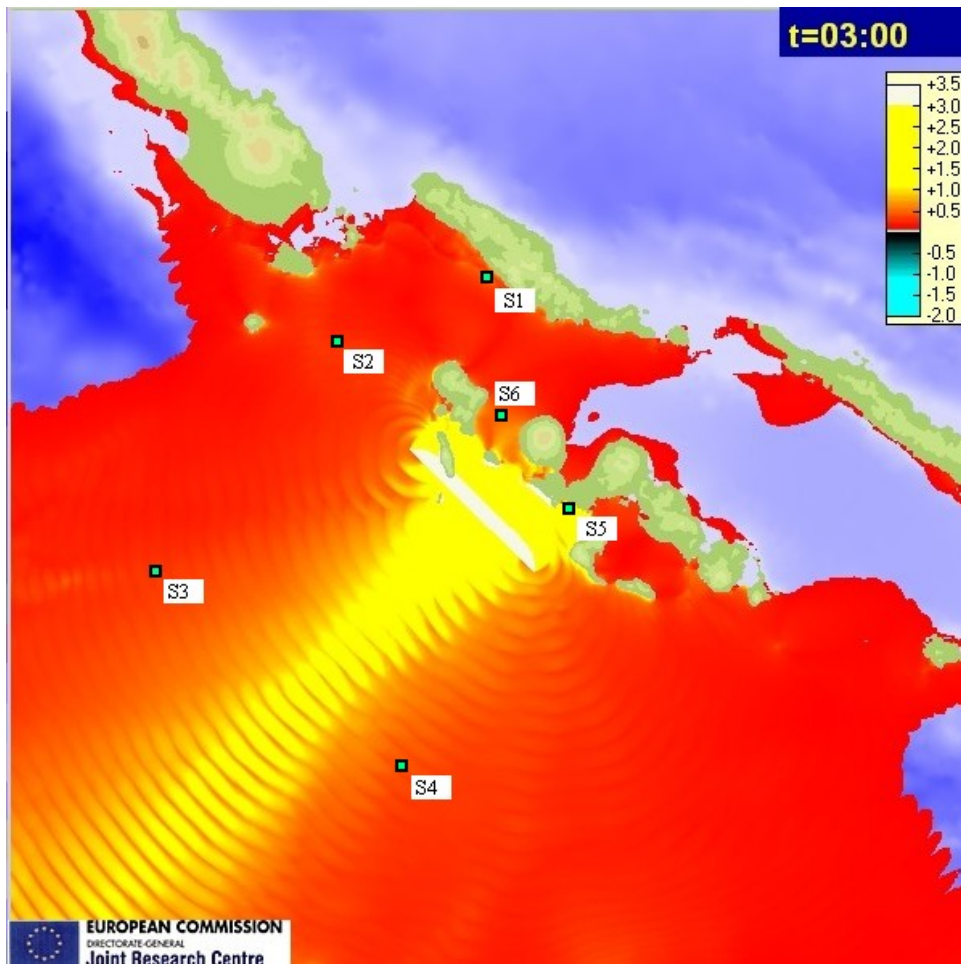 t=03:00
+3.5
+3.0
+2.5
+2.0
+1.5
+1.0
+0.5
-0.5
-1.0
-1.5
-2.0
S1
S2
S6
S5
S3
S4
EUROPEAN COMMISSION
DIRECTORATE-GENERAL
Joint Research Centre